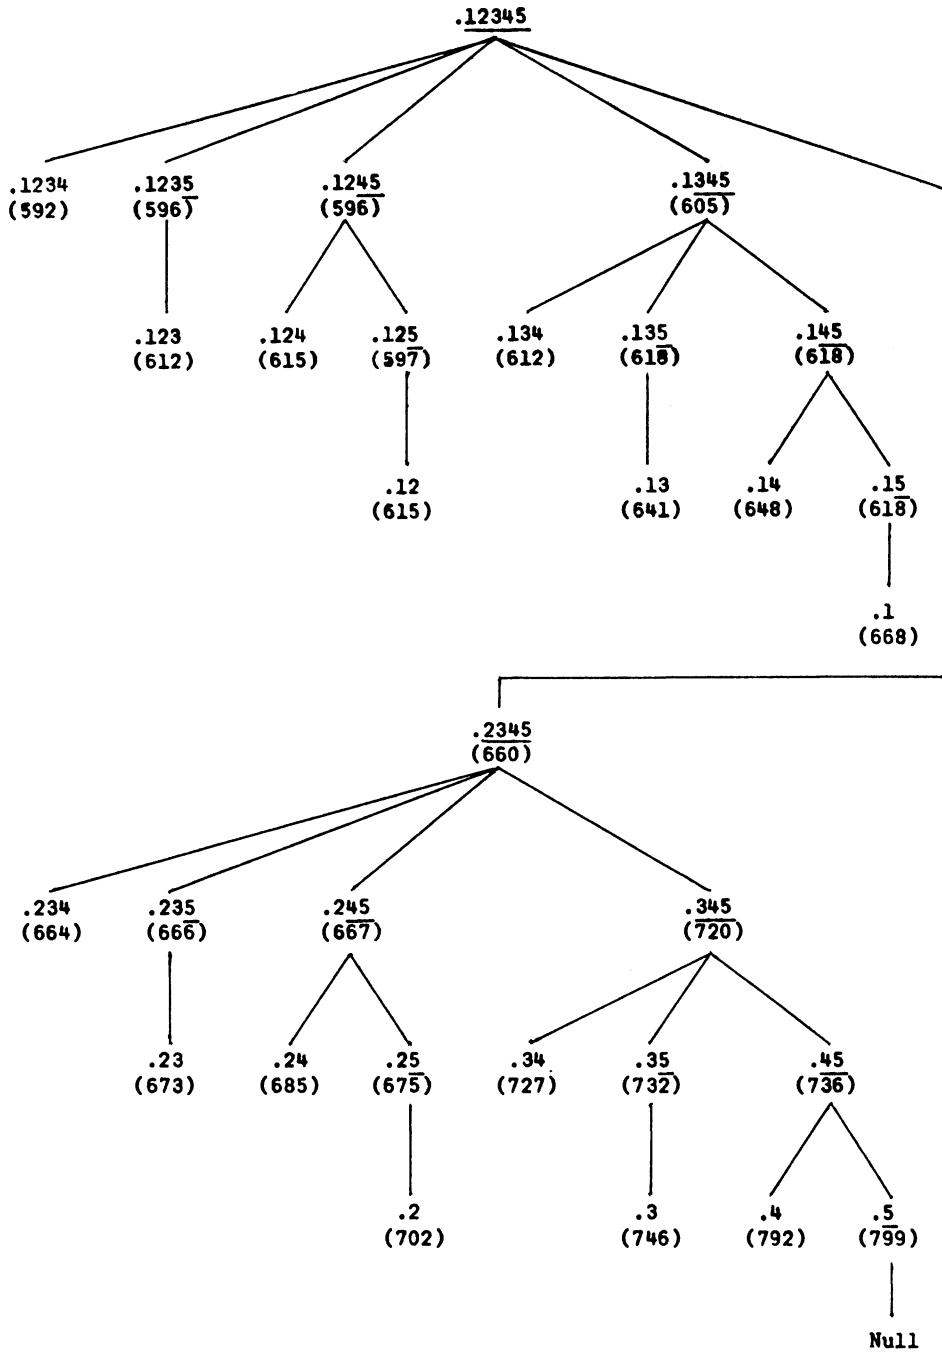 .12345
.1234 .1235 .1245 .1345
(592) (596) (596) (605)
.123 .124 .125 .134 .135 .145
(612) (615) (597) (612) (618) (618)
.12 .13 .14 .15
(615) (641) (648) (618)
.1
(668)
.2345
(660)
.234 .235 .245 .345
(664) (666) (667) (720)
.23 .24 .25 .34 .35 .45
(673) (685) (675) (727) (732) (736)
.2 .3 .4 .5
(702) (746) (792) (799)
Null